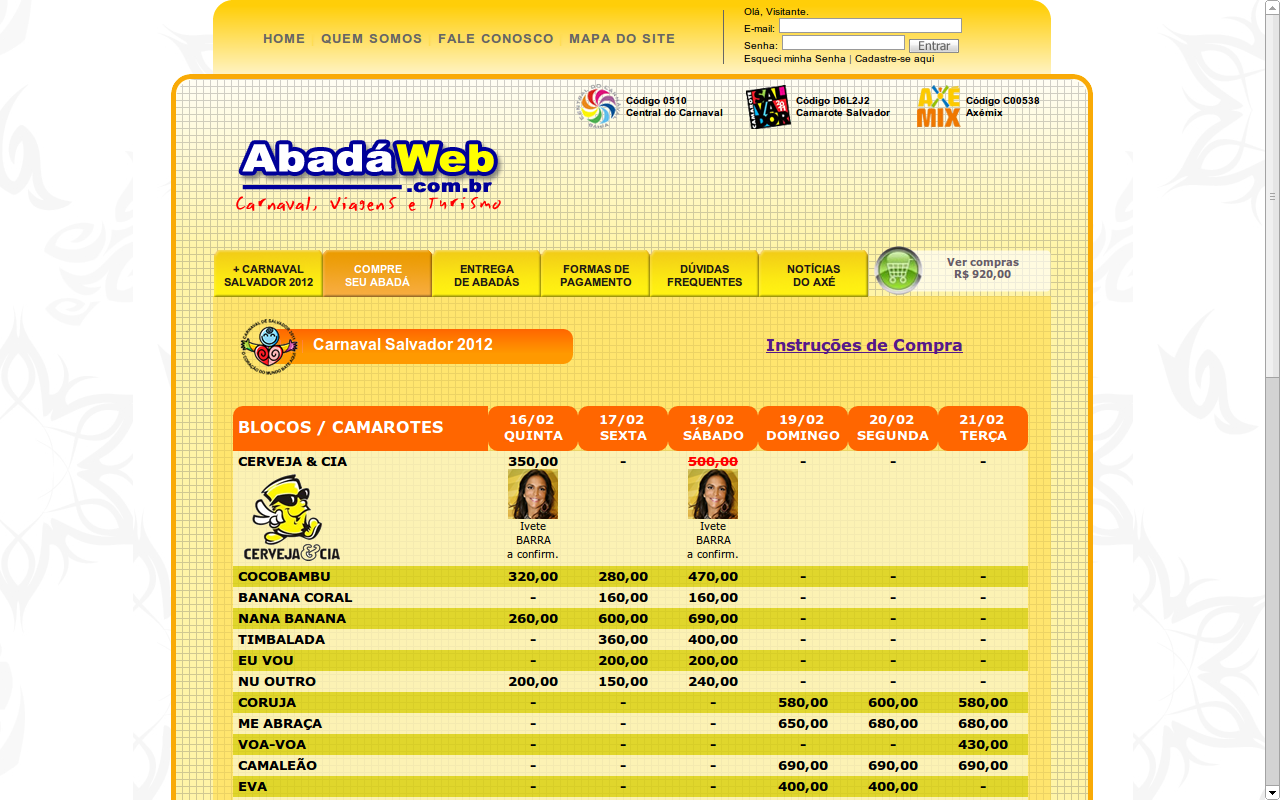 HOME | QUEM SOMOS | FALE CONOSCO | MAPA DO SITE
Olá, Visitante.
E-mail:
Senha: Entrar
Esqueci minha Senha | Cadastre-se aqui
Código 0510
Central do Carnaval
Código D6L2J2
Camarote Salvador
AXÉ MIX
Código C00538
Axémix
AbadáWeb
.com.br
Carnaval, Viagens e Turismo
+ CARNAVAL
SALVADOR 2012
COMPRE
SEU ABADÁ
ENTREGA
DE ABADÁS
FORMAS DE
PAGAMENTO
DÚVIDAS
FREQUENTES
NOTÍCIAS
DO AXÉ
Ver compras
R$ 920,00
Carnaval Salvador 2012
Instruções de Compra
BLOCOS / CAMAROTES 16/02 QUINTA 17/02 SEXTA 18/02 SÁBADO 19/02 DOMINGO 20/02 SEGUNDA 21/02 TERÇA
CERVEJA & CIA 350,00 - 500,00 - - -
CERVEJA&CIA
Ivete Ivete
BARRA BARRA
a confirm. a confirm.
COCOBAMBU 320,00 280,00 470,00 - - -
BANANA CORAL - 160,00 160,00 - - -
NANA BANANA 260,00 600,00 690,00 - - -
TIMBALADA - 360,00 400,00 - - -
EU VOU - 200,00 200,00 - - -
NU OUTRO 200,00 150,00 240,00 - - -
CORUJA - - - 580,00 600,00 580,00
ME ABRAÇA - - - 650,00 680,00 680,00
VOA-VOA - - - - - 430,00
CAMALEÃO - - - 690,00 690,00 690,00
EVA - - - 400,00 400,00 -